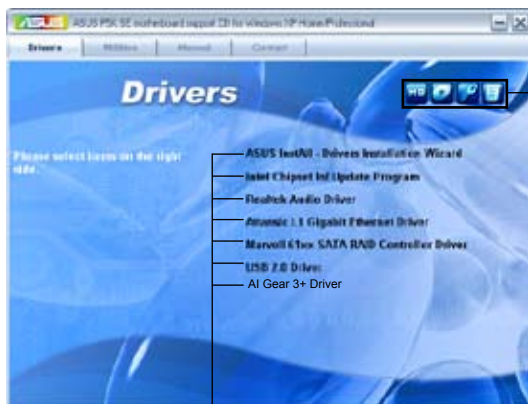 ASUS P5K SE motherboard support CD for Windows XP Home/Professional
Drivers Utilities Manual Contact
Drivers
Please select items on the right side.
ASUS InstAll - Drivers Installation Wizard
Intel Chipset Inf Update Program
Realtek Audio Driver
Attansic L1 Gigabit Ethernet Driver
Marvell 61xx SATA RAID Controller Driver
USB 2.0 Driver
AI Gear 3+ Driver